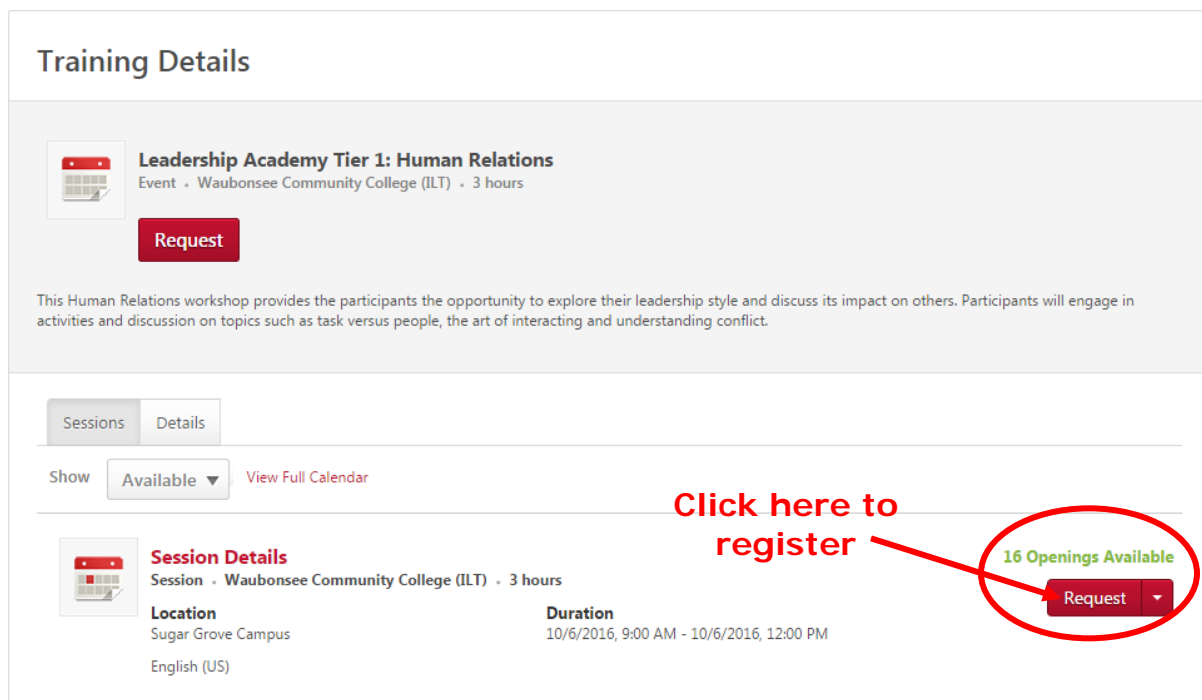 Training Details
Leadership Academy Tier 1: Human Relations
Event • Waubonsee Community College (ILT) • 3 hours
Request
This Human Relations workshop provides the participants the opportunity to explore their leadership style and discuss its impact on others. Participants will engage in
activities and discussion on topics such as task versus people, the art of interacting and understanding conflict.
Sessions Details
Show Available ▼ View Full Calendar
Click here to
register
Session Details
16 Openings Available
Session • Waubonsee Community College (ILT) • 3 hours
Request
Location Duration
Sugar Grove Campus 10/6/2016, 9:00 AM - 10/6/2016, 12:00 PM
English (US)